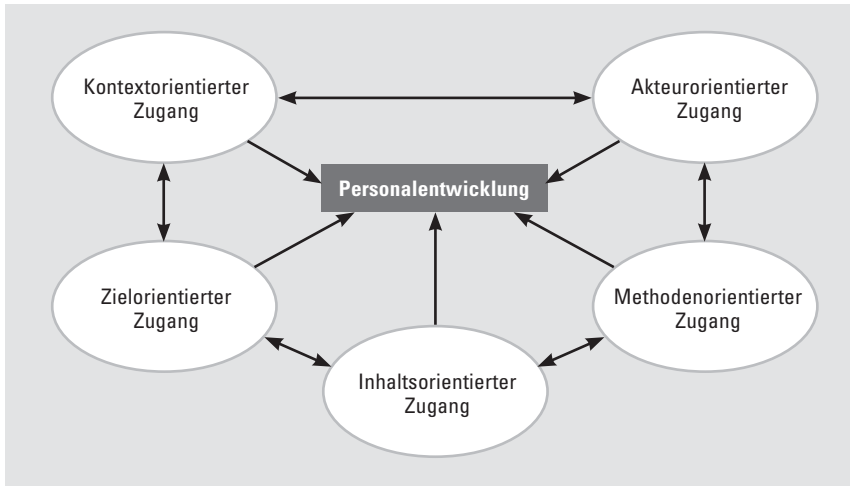 Kontextorientierter
Zugang
Akteurorientierter
Zugang
Personalentwicklung
Zielorientierter
Zugang
Methodenorientierter
Zugang
Inhaltsorientierter
Zugang